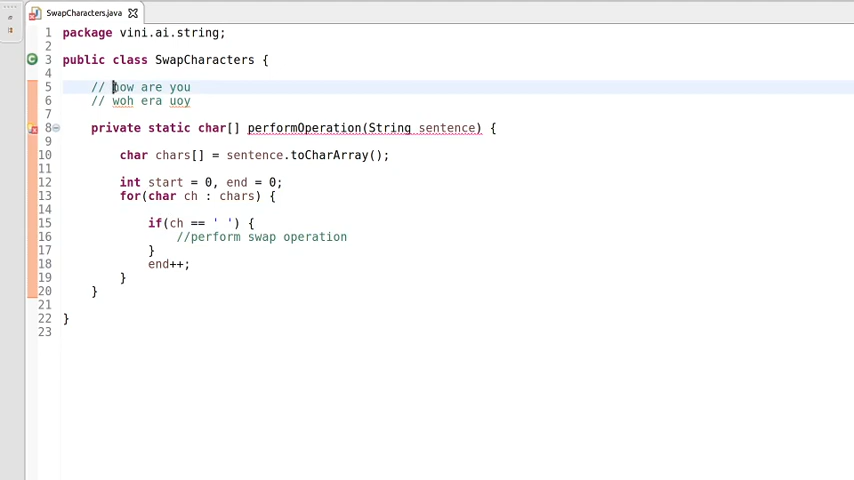 SwapCharacters.java
1 package vini.ai.string;
2
3 public class SwapCharacters {
4
5 // how are you
6 // woh era uoy
7
8 private static char[] performOperation(String sentence) {
9
10 char chars[] = sentence.toCharArray();
11
12 int start = 0, end = 0;
13 for(char ch : chars) {
14
15 if(ch == ' ') {
16 //perform swap operation
17 }
18 end++;
19 }
20 }
21
22 }
23